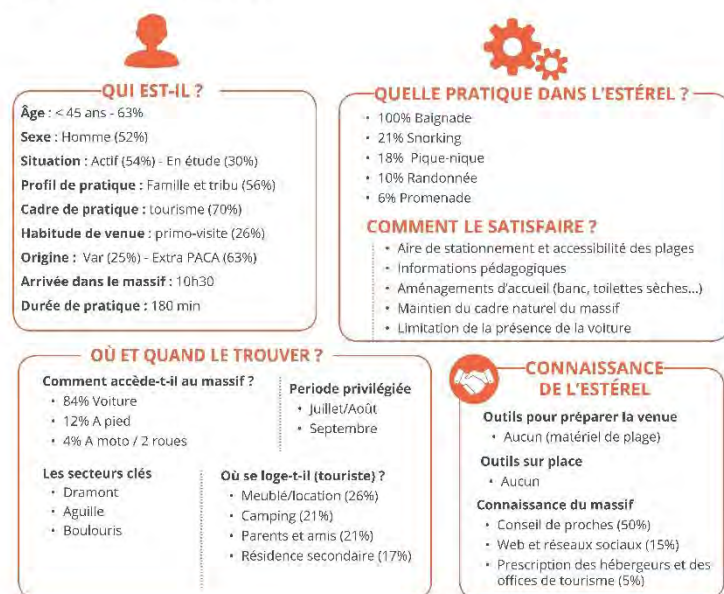 QUI EST-IL ?
Âge : < 45 ans - 63%
Sexe : Homme (52%)
Situation : Actif (54%) - En étude (30%)
Profil de pratique : Famille et tribu (56%)
Cadre de pratique : tourisme (70%)
Habitude de venue : primo-visite (26%)
Origine : Var (25%) - Extra PACA (63%)
Arrivée dans le massif : 10h30
Durée de pratique : 180 min
QUELLE PRATIQUE DANS L'ESTÉREL ?
• 100% Baignade
• 21% Snorking
• 18% Pique-nique
• 10% Randonnée
• 6% Promenade
COMMENT LE SATISFAIRE ?
• Aire de stationnement et accessibilité des plages
• Informations pédagogiques
• Aménagements d'accueil (banc, toilettes sèches...)
• Maintien du cadre naturel du massif
• Limitation de la présence de la voiture
OÙ ET QUAND LE TROUVER ?
Comment accède-t-il au massif ?
• 84% Voiture
• 12% A pied
• 4% A moto / 2 roues
Periode privilégiée
• Juillet/Août
• Septembre
Les secteurs clés
• Dramont
• Aguille
• Boulouris
Où se loge-t-il (touriste) ?
• Meublé/location (26%)
• Camping (21%)
• Parents et amis (21%)
• Résidence secondaire (17%)
CONNAISSANCE
DE L'ESTÉREL
Outils pour préparer la venue
• Aucun (matériel de plage)
Outils sur place
• Aucun
Connaissance du massif
• Conseil de proches (50%)
• Web et réseaux sociaux (15%)
• Prescription des hébergeurs et des
offices de tourisme (5%)